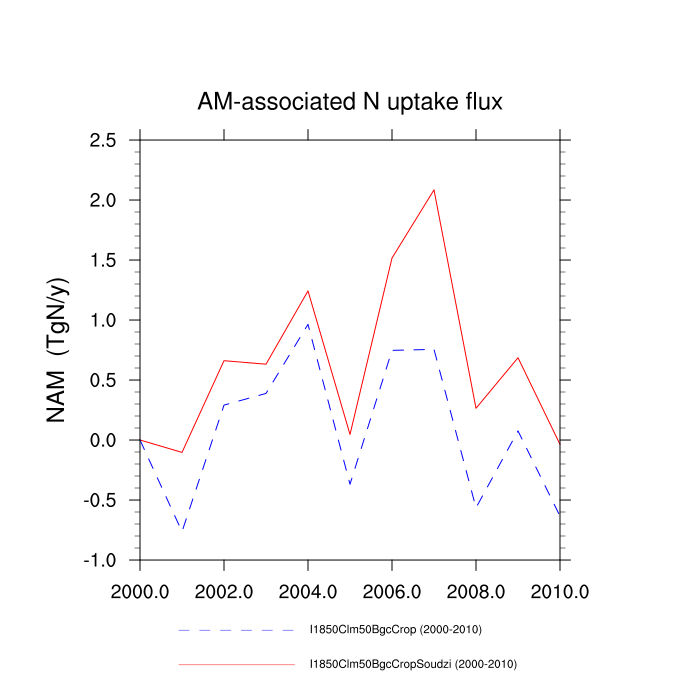 AM-associated N uptake flux
2.5
2.0
1.5
1.0
0.5
0.0
-0.5
-1.0
NAM (TgN/y)
2000.0 2002.0 2004.0 2006.0 2008.0 2010.0
I1850Clm50BgcCrop (2000-2010)
I1850Clm50BgcCropSoudzi (2000-2010)